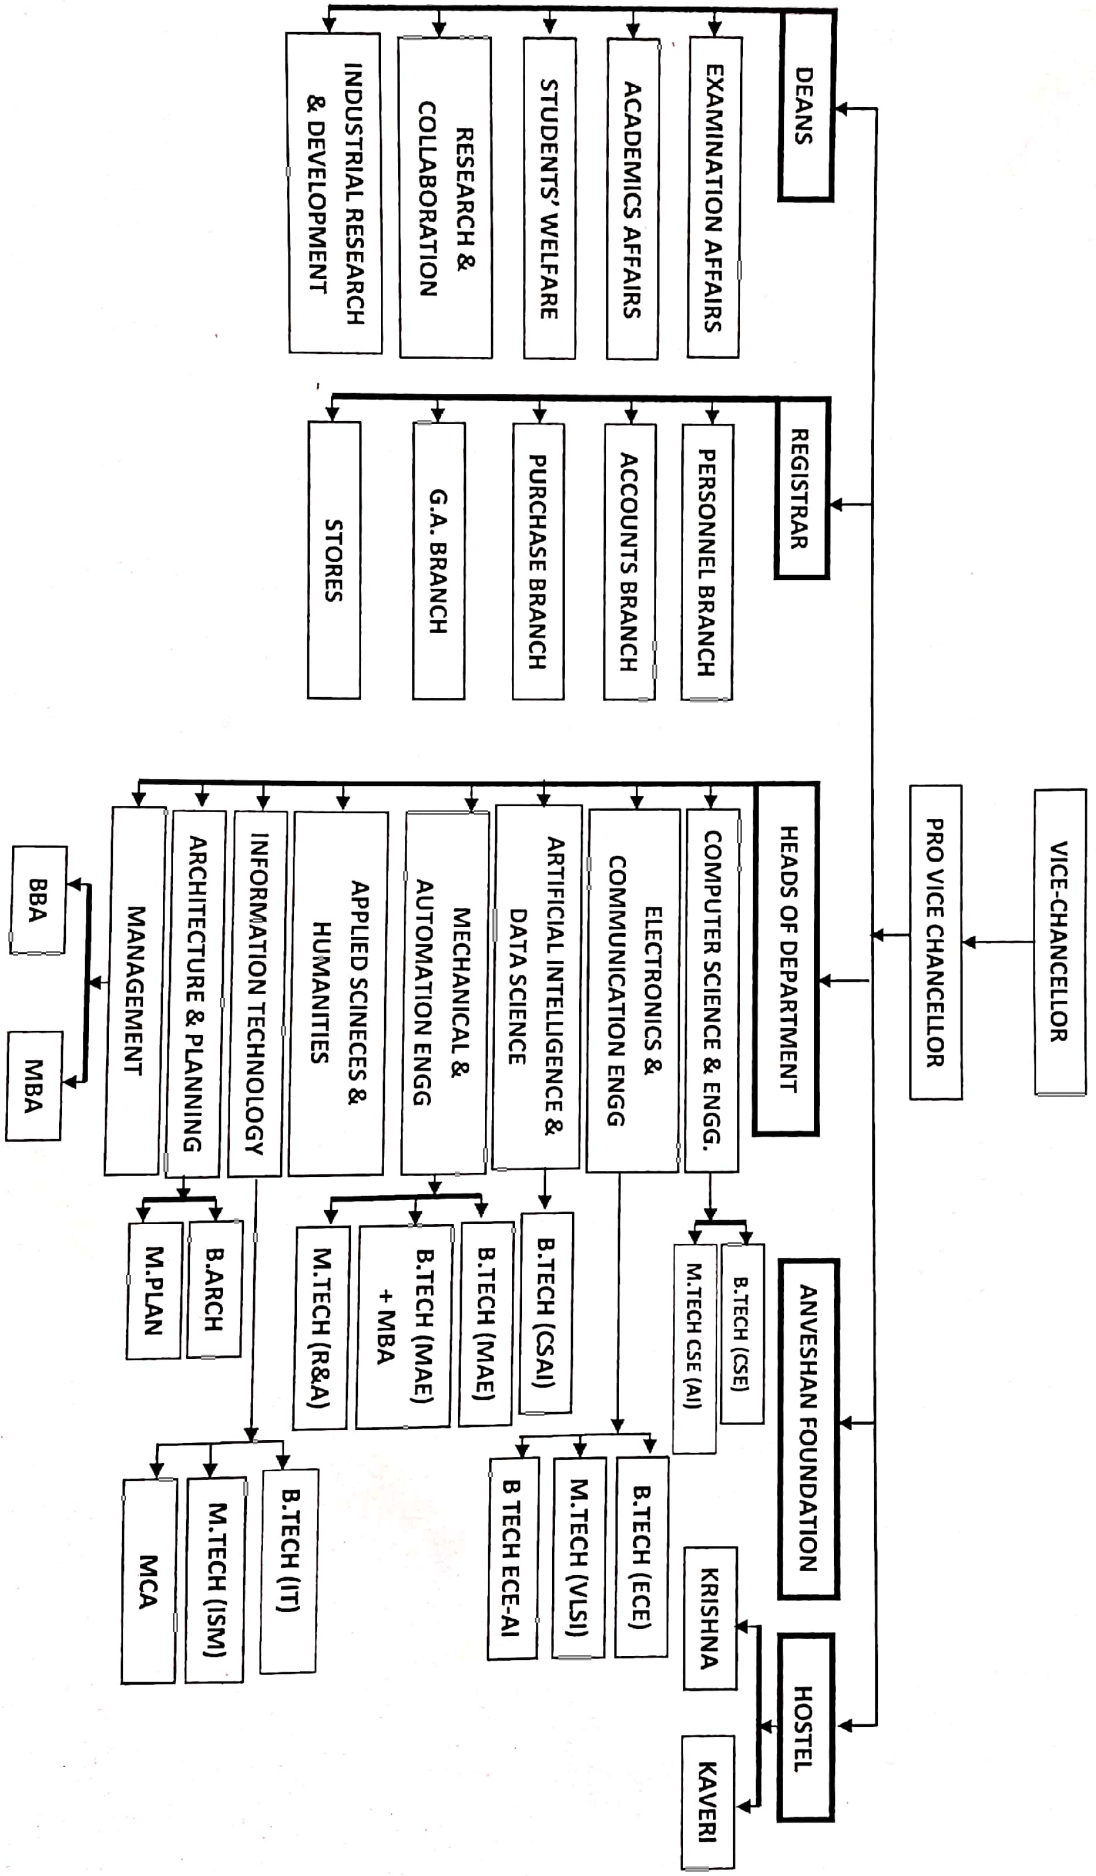 VICE-CHANCELLOR
PRO VICE CHANCELLOR
DEANS
EXAMINATION AFFAIRS
ACADEMICS AFFAIRS
STUDENTS' WELFARE
RESEARCH &
COLLABORATION
INDUSTRIAL RESEARCH
& DEVELOPMENT
REGISTRAR
PERSONNEL BRANCH
ACCOUNTS BRANCH
PURCHASE BRANCH
G.A. BRANCH
STORES
HEADS OF DEPARTMENT
COMPUTER SCIENCE & ENGG.
B.TECH (CSE)
M.TECH CSE (AI)
ELECTRONICS &
COMMUNICATION ENGG
B.TECH (ECE)
M.TECH (VLSI)
B TECH ECE-AI
ARTIFICIAL INTELLIGENCE &
DATA SCIENCE
B.TECH (CSAI)
MECHANICAL &
AUTOMATION ENGG
B.TECH (MAE)
B.TECH (MAE)
+ MBA
M.TECH (R&A)
APPLIED SCINECES &
HUMANITIES
INFORMATION TECHNOLOGY
B.TECH (IT)
M.TECH (ISM)
MCA
ARCHITECTURE & PLANNING
B.ARCH
M.PLAN
MANAGEMENT
BBA
MBA
ANVESHAN FOUNDATION
HOSTEL
KRISHNA
KAVERI